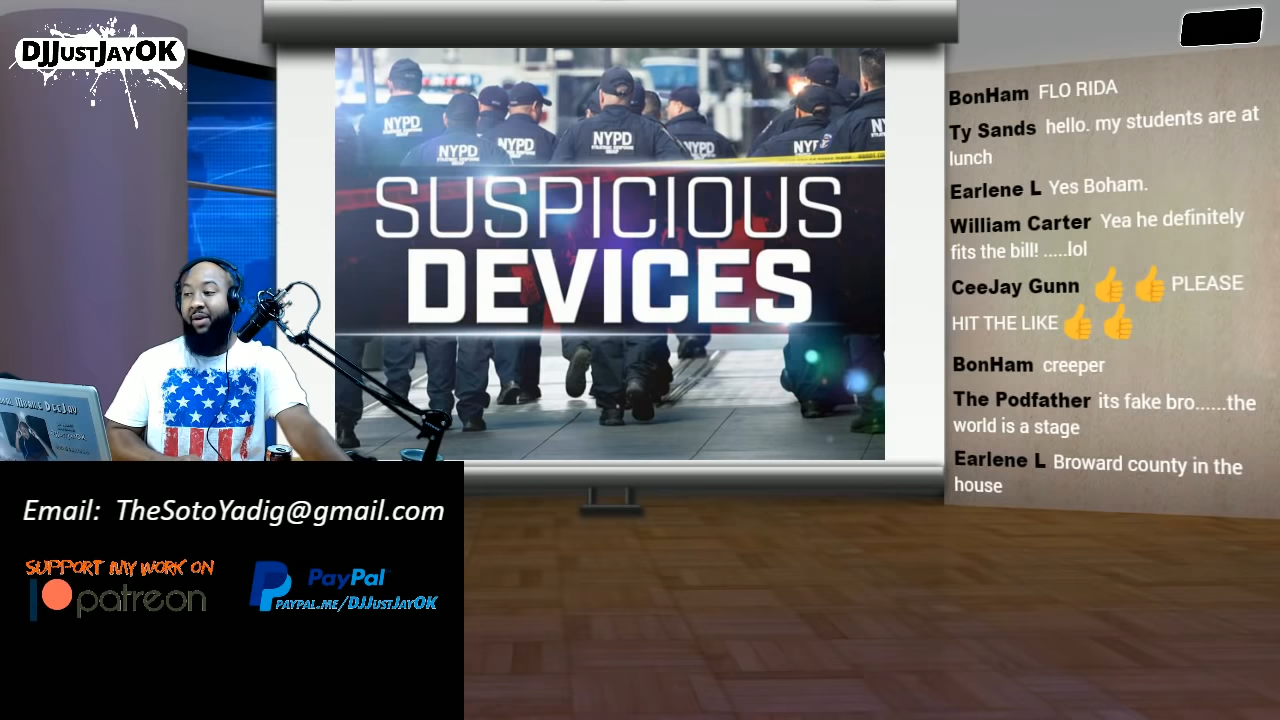 DJJustJayOK
NYPD
NYPD
NYPD
NYPD
SUSPICIOUS
DEVICES
BonHam FLO RIDA
Ty Sands hello. my students are at
lunch
Earlene L Yes Boham.
William Carter Yea he definitely
fits the bill! .....lol
CeeJay Gunn 👍 👍 PLEASE
HIT THE LIKE 👍 👍
BonHam creeper
The Podfather its fake bro......the
world is a stage
Earlene L Broward county in the
house
Email: TheSotoYadig@gmail.com
SUPPORT MY WORK ON
patreon
PayPal
PAYPAL.ME/DJJUSTJAYOK